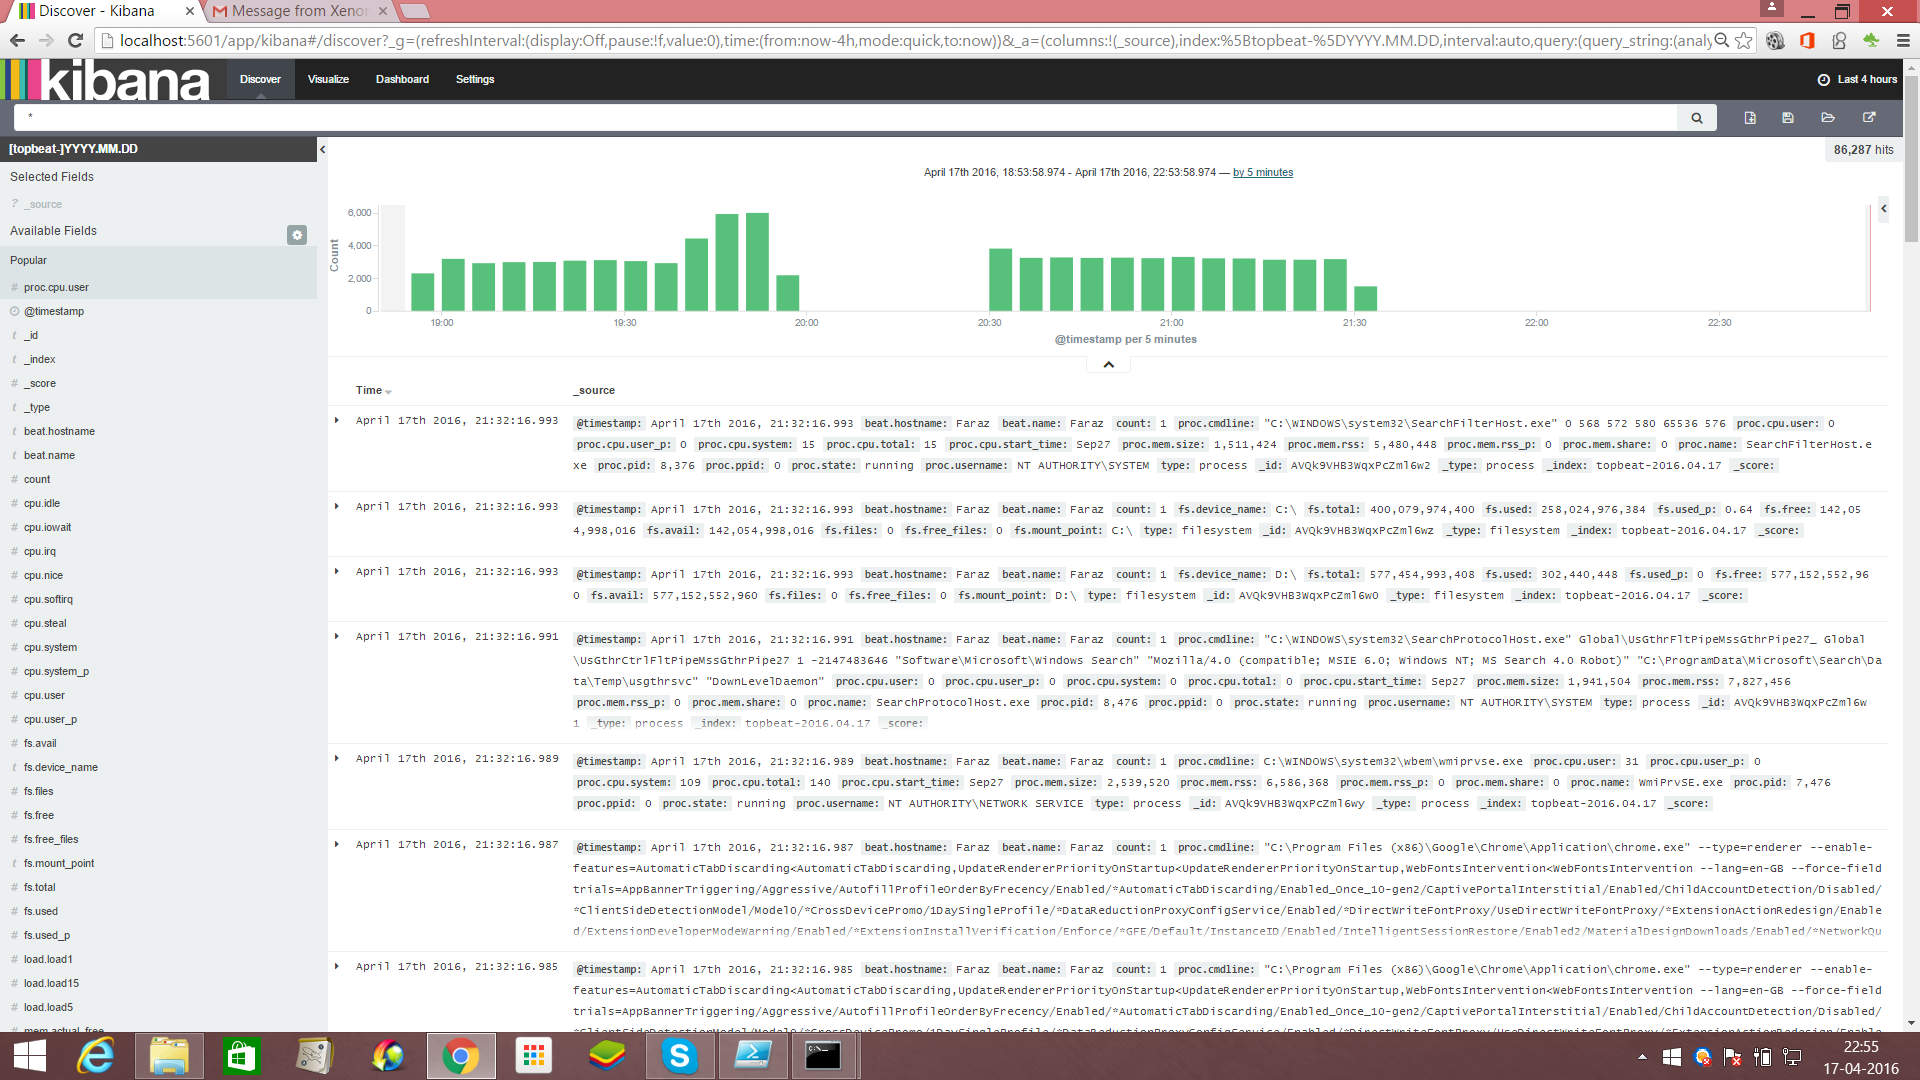 Discover - Kibana
Message from Xenon
localhost:5601/app/kibana#/discover?_g=(refreshInterval:(display:Off,pause:!f,value:0),time:(from:now-4h,mode:quick,to:now))&_a=(columns:!(_source),index:%5Btopbeat-%5DYYYY.MM.DD,interval:auto,query:(query_string:(analy
kibana
Discover
Visualize
Dashboard
Settings
Last 4 hours
*
[topbeat-]YYYY.MM.DD
86,287 hits
Selected Fields
? _source
Available Fields
Popular
# proc.cpu.user
@timestamp
t _id
t _index
# _score
t _type
t beat.hostname
t beat.name
# count
# cpu.idle
# cpu.iowait
# cpu.irq
# cpu.nice
# cpu.softirq
# cpu.steal
# cpu.system
# cpu.system_p
# cpu.user
# cpu.user_p
# fs.avail
t fs.device_name
# fs.files
# fs.free
# fs.free_files
t fs.mount_point
# fs.total
# fs.used
# fs.used_p
# load.load1
# load.load15
# load.load5
mem.actual_free
April 17th 2016, 18:53:58.974 - April 17th 2016, 22:53:58.974 — by 5 minutes
Count
6,000
4,000
2,000
0
19:00 19:30 20:00 20:30 21:00 21:30 22:00 22:30
@timestamp per 5 minutes
Time _source
April 17th 2016, 21:32:16.993 @timestamp: April 17th 2016, 21:32:16.993 beat.hostname: Faraz beat.name: Faraz count: 1 proc.cmdline: "C:\WINDOWS\system32\SearchFilterHost.exe" 0 568 572 580 65536 576 proc.cpu.user: 0
proc.cpu.user_p: 0 proc.cpu.system: 15 proc.cpu.total: 15 proc.cpu.start_time: Sep27 proc.mem.size: 1,511,424 proc.mem.rss: 5,480,448 proc.mem.rss_p: 0 proc.mem.share: 0 proc.name: SearchFilterHost.e
xe proc.pid: 8,376 proc.ppid: 0 proc.state: running proc.username: NT AUTHORITY\SYSTEM type: process _id: AVQk9VHB3WqxPcZml6w2 _type: process _index: topbeat-2016.04.17 _score:
April 17th 2016, 21:32:16.993 @timestamp: April 17th 2016, 21:32:16.993 beat.hostname: Faraz beat.name: Faraz count: 1 fs.device_name: C:\ fs.total: 400,079,974,400 fs.used: 258,024,976,384 fs.used_p: 0.64 fs.free: 142,05
4,998,016 fs.avail: 142,054,998,016 fs.files: 0 fs.free_files: 0 fs.mount_point: C:\ type: filesystem _id: AVQk9VHB3WqxPcZml6wz _type: filesystem _index: topbeat-2016.04.17 _score:
April 17th 2016, 21:32:16.993 @timestamp: April 17th 2016, 21:32:16.993 beat.hostname: Faraz beat.name: Faraz count: 1 fs.device_name: D:\ fs.total: 577,454,993,408 fs.used: 302,440,448 fs.used_p: 0 fs.free: 577,152,552,96
0 fs.avail: 577,152,552,960 fs.files: 0 fs.free_files: 0 fs.mount_point: D:\ type: filesystem _id: AVQk9VHB3WqxPcZml6w0 _type: filesystem _index: topbeat-2016.04.17 _score:
April 17th 2016, 21:32:16.991 @timestamp: April 17th 2016, 21:32:16.991 beat.hostname: Faraz beat.name: Faraz count: 1 proc.cmdline: "C:\WINDOWS\system32\SearchProtocolHost.exe" Global\UsGthrFltPipeMssGthrPipe27_ Global
\UsGthrCtrlFltPipeMssGthrPipe27 1 -2147483646 "Software\Microsoft\Windows Search" "Mozilla/4.0 (compatible; MSIE 6.0; Windows NT; MS Search 4.0 Robot)" "C:\ProgramData\Microsoft\Search\Da
ta\Temp\usgthrsvc" "DownLevelDaemon" proc.cpu.user: 0 proc.cpu.user_p: 0 proc.cpu.system: 0 proc.cpu.total: 0 proc.cpu.start_time: Sep27 proc.mem.size: 1,941,504 proc.mem.rss: 7,827,456
proc.mem.rss_p: 0 proc.mem.share: 0 proc.name: SearchProtocolHost.exe proc.pid: 8,476 proc.ppid: 0 proc.state: running proc.username: NT AUTHORITY\SYSTEM type: process _id: AVQk9VHB3WqxPcZml6w
1 _type: process _index: topbeat-2016.04.17 _score:
April 17th 2016, 21:32:16.989 @timestamp: April 17th 2016, 21:32:16.989 beat.hostname: Faraz beat.name: Faraz count: 1 proc.cmdline: C:\WINDOWS\system32\wbem\wmiprvse.exe proc.cpu.user: 31 proc.cpu.user_p: 0
proc.cpu.system: 109 proc.cpu.total: 140 proc.cpu.start_time: Sep27 proc.mem.size: 2,539,520 proc.mem.rss: 6,586,368 proc.mem.rss_p: 0 proc.mem.share: 0 proc.name: WmiPrvSE.exe proc.pid: 7,476
proc.ppid: 0 proc.state: running proc.username: NT AUTHORITY\NETWORK SERVICE type: process _id: AVQk9VHB3WqxPcZml6wy _type: process _index: topbeat-2016.04.17 _score:
April 17th 2016, 21:32:16.987 @timestamp: April 17th 2016, 21:32:16.987 beat.hostname: Faraz beat.name: Faraz count: 1 proc.cmdline: "C:\Program Files (x86)\Google\Chrome\Application\chrome.exe" --type=renderer --enable-
features=AutomaticTabDiscarding<AutomaticTabDiscarding,UpdateRendererPriorityOnStartup<UpdateRendererPriorityOnStartup,WebFontsIntervention<WebFontsIntervention --lang=en-GB --force-field
trials=AppBannerTriggering/Aggressive/AutofillProfileOrderByFrecency/Enabled/*AutomaticTabDiscarding/Enabled_Once_10-gen2/CaptivePortalInterstitial/Enabled/ChildAccountDetection/Disabled/
*ClientSideDetectionModel/Model0/*CrossDevicePromo/1DaySingleProfile/*DataReductionProxyConfigService/Enabled/*DirectWriteFontProxy/UseDirectWriteFontProxy/*ExtensionActionRedesign/Enable
d/ExtensionDeveloperModeWarning/Enabled/*ExtensionInstallVerification/Enforce/*GFE/Default/InstanceID/Enabled/IntelligentSessionRestore/Enabled2/MaterialDesignDownloads/Enabled/*NetworkQu
April 17th 2016, 21:32:16.985 @timestamp: April 17th 2016, 21:32:16.985 beat.hostname: Faraz beat.name: Faraz count: 1 proc.cmdline: "C:\Program Files (x86)\Google\Chrome\Application\chrome.exe" --type=renderer --enable-
features=AutomaticTabDiscarding<AutomaticTabDiscarding,UpdateRendererPriorityOnStartup<UpdateRendererPriorityOnStartup,WebFontsIntervention<WebFontsIntervention --lang=en-GB --force-field
trials=AppBannerTriggering/Aggressive/AutofillProfileOrderByFrecency/Enabled/*AutomaticTabDiscarding/Enabled_Once_10-gen2/CaptivePortalInterstitial/Enabled/ChildAccountDetection/Disabled/
22:55
17-04-2016